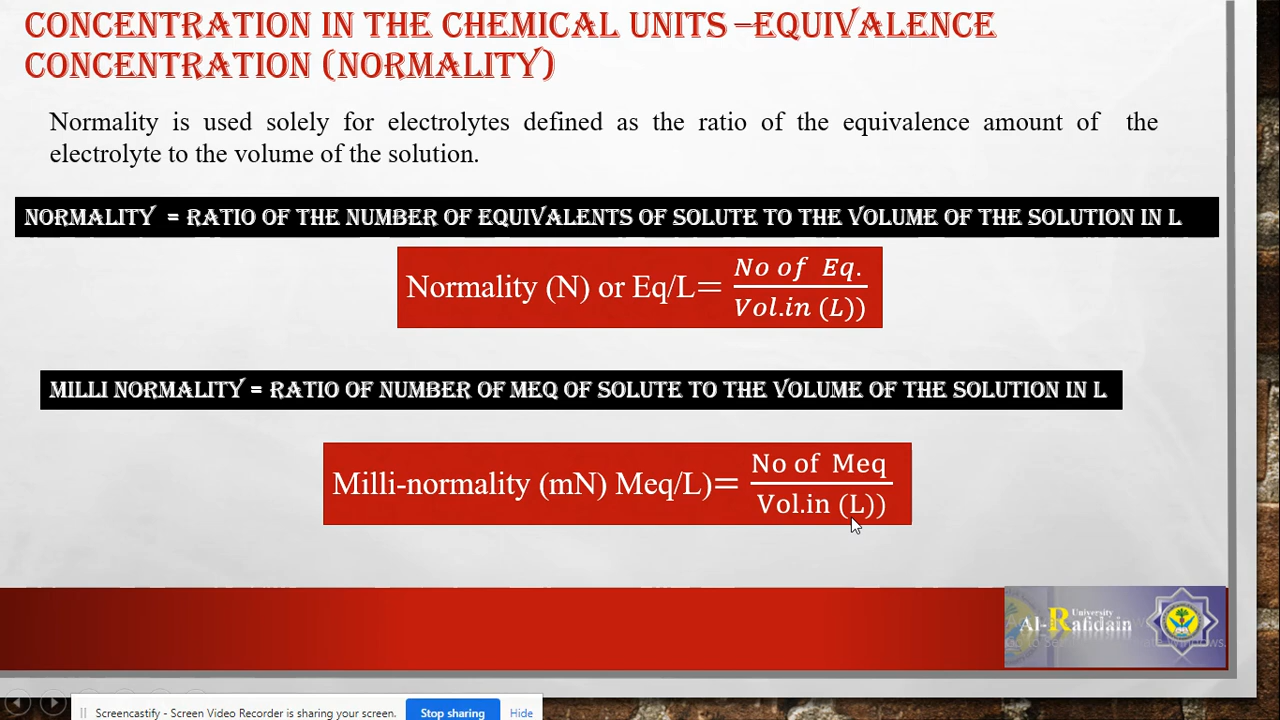 CONCENTRATION IN THE CHEMICAL UNITS –EQUIVALENCE
CONCENTRATION (NORMALITY)
Normality is used solely for electrolytes defined as the ratio of the equivalence amount of the
electrolyte to the volume of the solution.
NORMALITY = RATIO OF THE NUMBER OF EQUIVALENTS OF SOLUTE TO THE VOLUME OF THE SOLUTION IN L
Normality (N) or Eq/L= No of Eq.
Vol.in (L))
MILLI NORMALITY = RATIO OF NUMBER OF MEQ OF SOLUTE TO THE VOLUME OF THE SOLUTION IN L
Milli-normality (mN) Meq/L)= No of Meq
Vol.in (L))
University
Al-Rafidain
Screencastify - Screen Video Recorder is sharing your screen.
Stop sharing
Hide